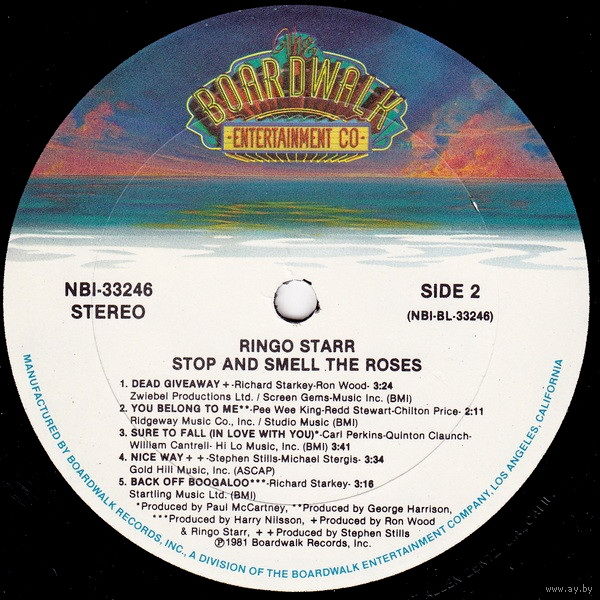 The
BOARDWALK
-ENTERTAINMENT CO-
NBI-33246
STEREO
SIDE 2
(NBI-BL-33246)
RINGO STARR
STOP AND SMELL THE ROSES
1. DEAD GIVEAWAY +-Richard Starkey-Ron Wood- 3:24
Zwiebel Productions Ltd. / Screen Gems-Music Inc. (BMI)
2. YOU BELONG TO ME**-Pee Wee King-Redd Stewart-Chilton Price- 2:11
Ridgeway Music Co., Inc. / Studio Music (BMI)
3. SURE TO FALL (IN LOVE WITH YOU)*-Carl Perkins-Quinton Claunch-
William Cantrell- Hi Lo Music, Inc. (BMI) 3:41
4. NICE WAY ++-Stephen Stills-Michael Stergis- 3:34
Gold Hill Music, Inc. (ASCAP)
5. BACK OFF BOOGALOO***-Richard Starkey- 3:16
Startling Music Ltd. (BMI)
*Produced by Paul McCartney, **Produced by George Harrison,
***Produced by Harry Nilsson, +Produced by Ron Wood
& Ringo Starr, ++Produced by Stephen Stills
℗1981 Boardwalk Records, Inc.
MANUFACTURED BY BOARDWALK RECORDS, INC., A DIVISION OF THE BOARDWALK ENTERTAINMENT COMPANY, LOS ANGELES, CALIFORNIA
www.ay.by